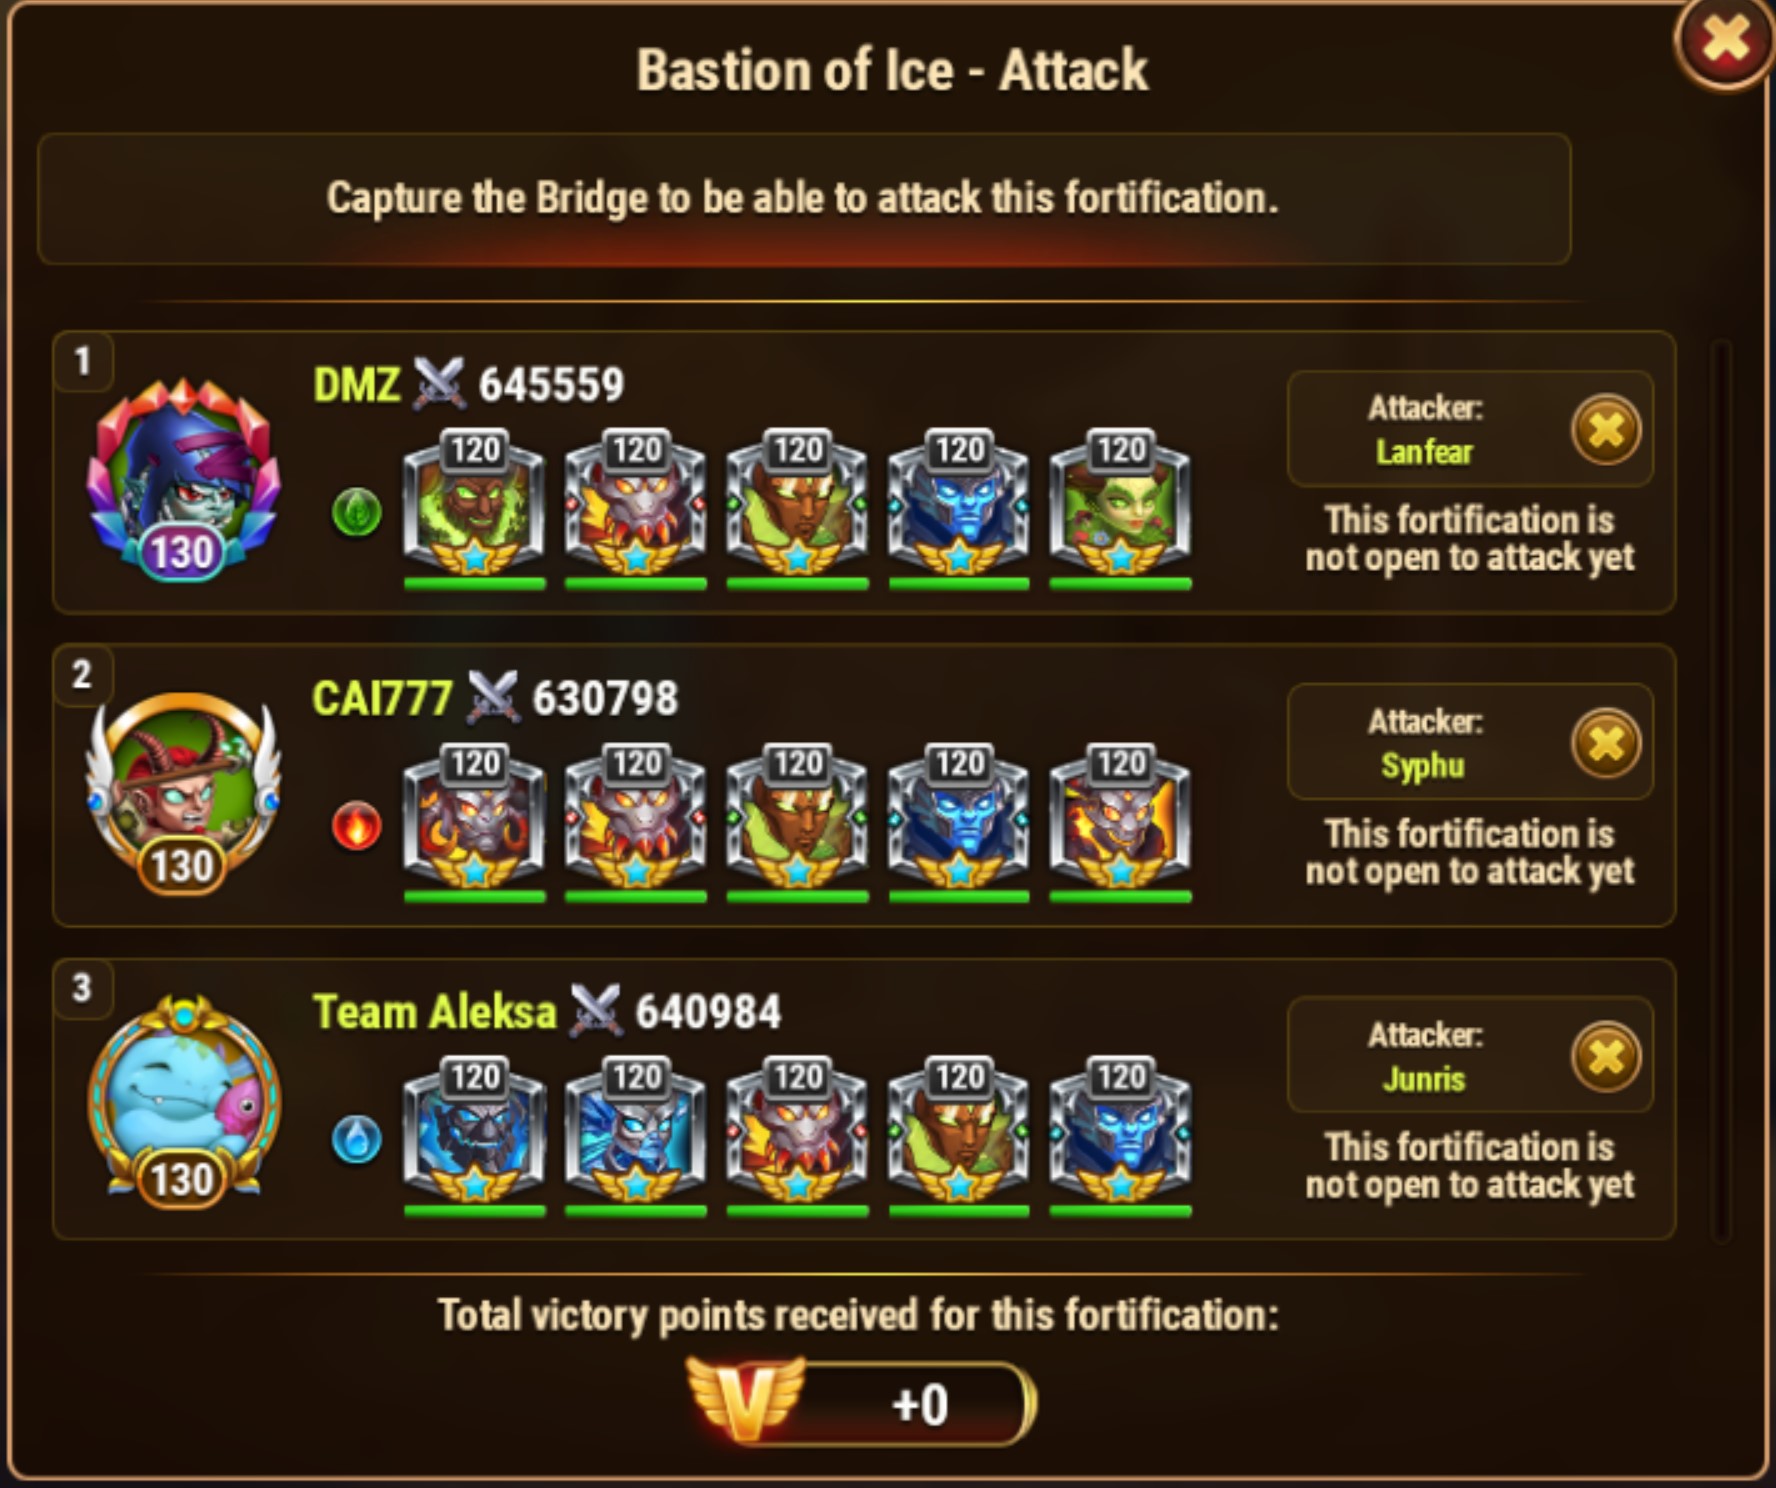 Bastion of Ice - Attack
Capture the Bridge to be able to attack this fortification.
1
DMZ 645559
130
120 120 120 120 120
Attacker:
Lanfear
This fortification is
not open to attack yet
2
CAI777 630798
130
120 120 120 120 120
Attacker:
Syphu
This fortification is
not open to attack yet
3
Team Aleksa 640984
130
120 120 120 120 120
Attacker:
Junris
This fortification is
not open to attack yet
Total victory points received for this fortification:
V +0